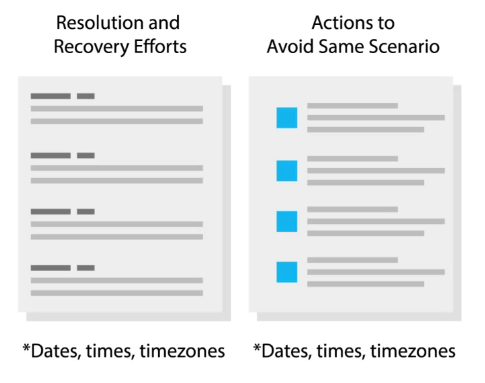 Resolution and
Recovery Efforts
Actions to
Avoid Same Scenario
*Dates, times, timezones
*Dates, times, timezones